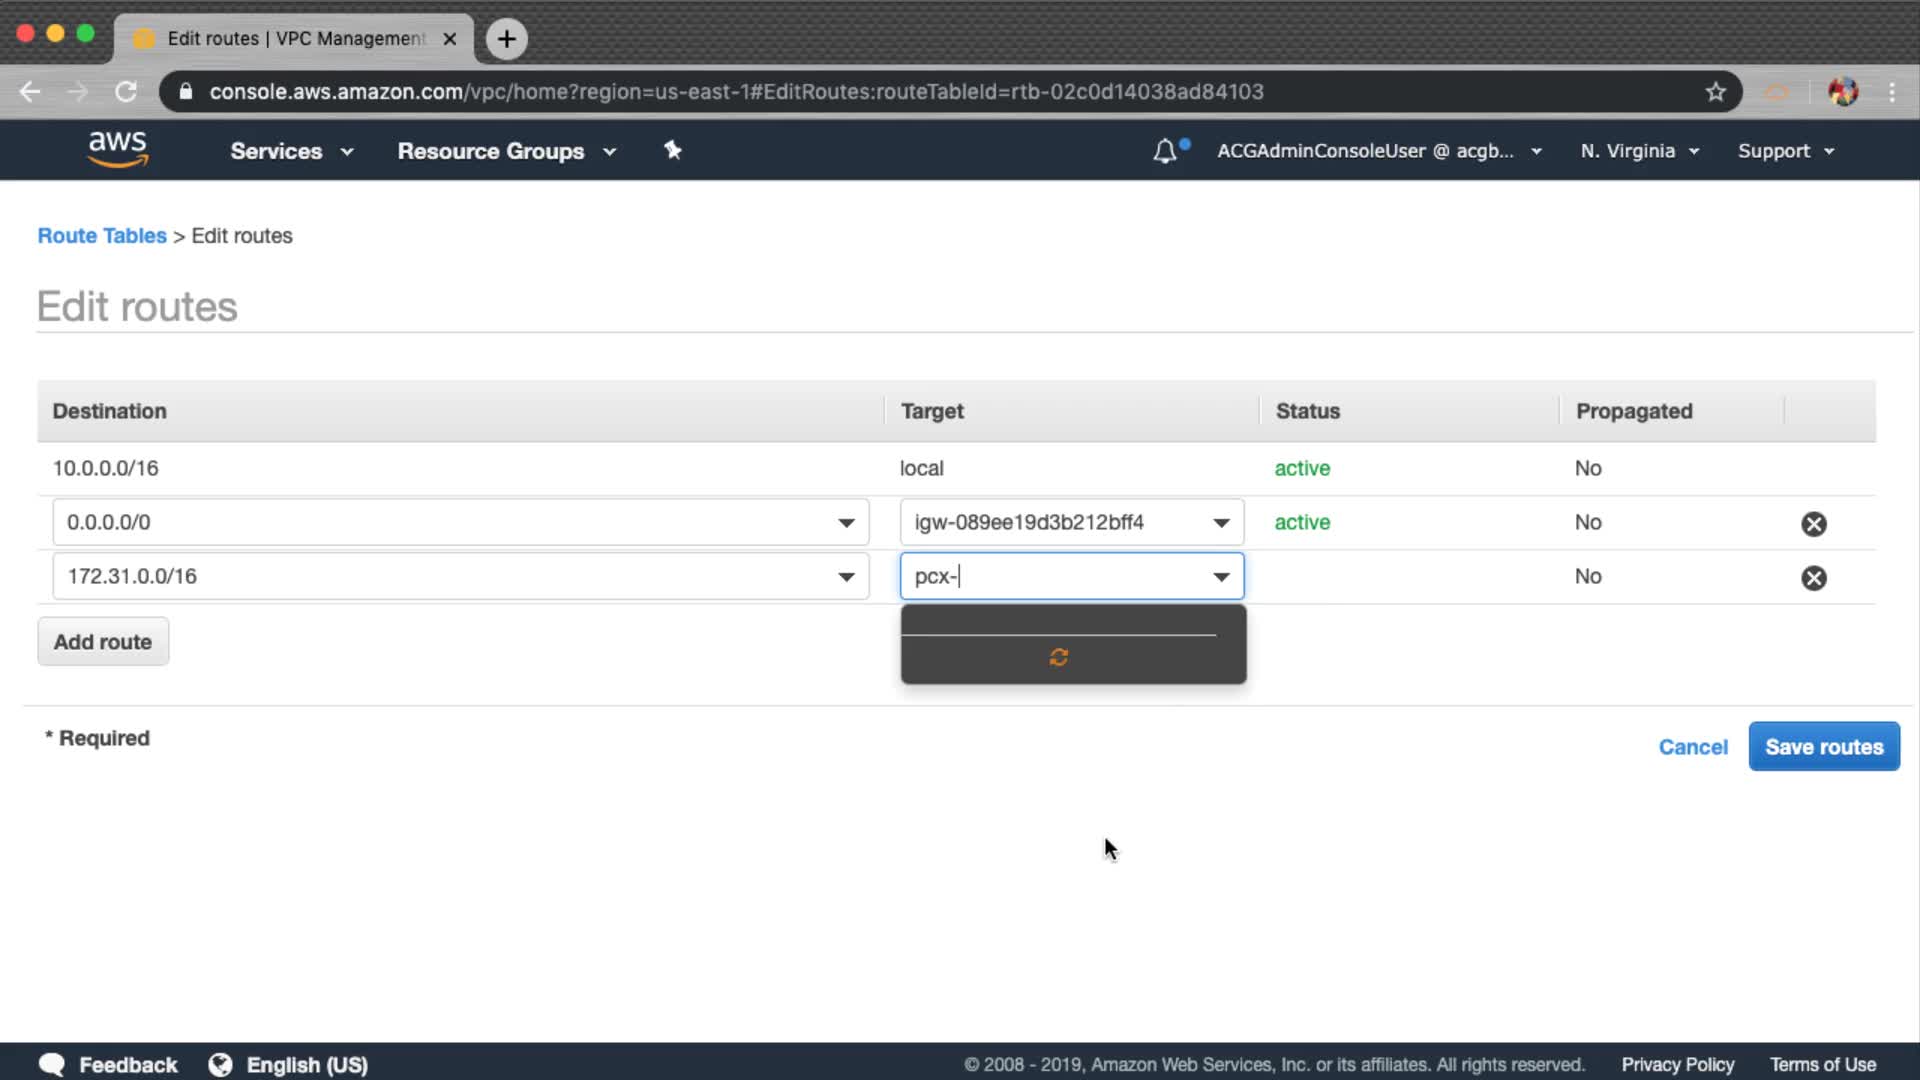 Edit routes | VPC Management
console.aws.amazon.com/vpc/home?region=us-east-1#EditRoutes:routeTableId=rtb-02c0d14038ad84103
aws Services Resource Groups ACGAdminConsoleUser @ acgb... N. Virginia Support
Route Tables > Edit routes
Edit routes
Destination Target Status Propagated
10.0.0.0/16 local active No
0.0.0.0/0 igw-089ee19d3b212bff4 active No
172.31.0.0/16 pcx- No
Add route
* Required
Cancel Save routes
Feedback English (US) © 2008 - 2019, Amazon Web Services, Inc. or its affiliates. All rights reserved. Privacy Policy Terms of Use